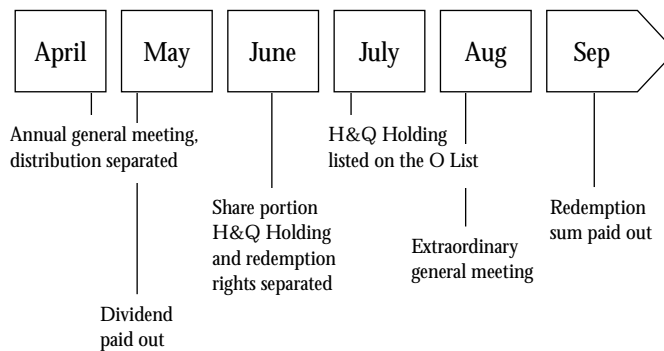 April
May
June
July
Aug
Sep
Annual general meeting,
distribution separated
H&Q Holding
listed on the O List
Share portion
H&Q Holding
and redemption
rights separated
Redemption
sum paid out
Extraordinary
general meeting
Dividend
paid out